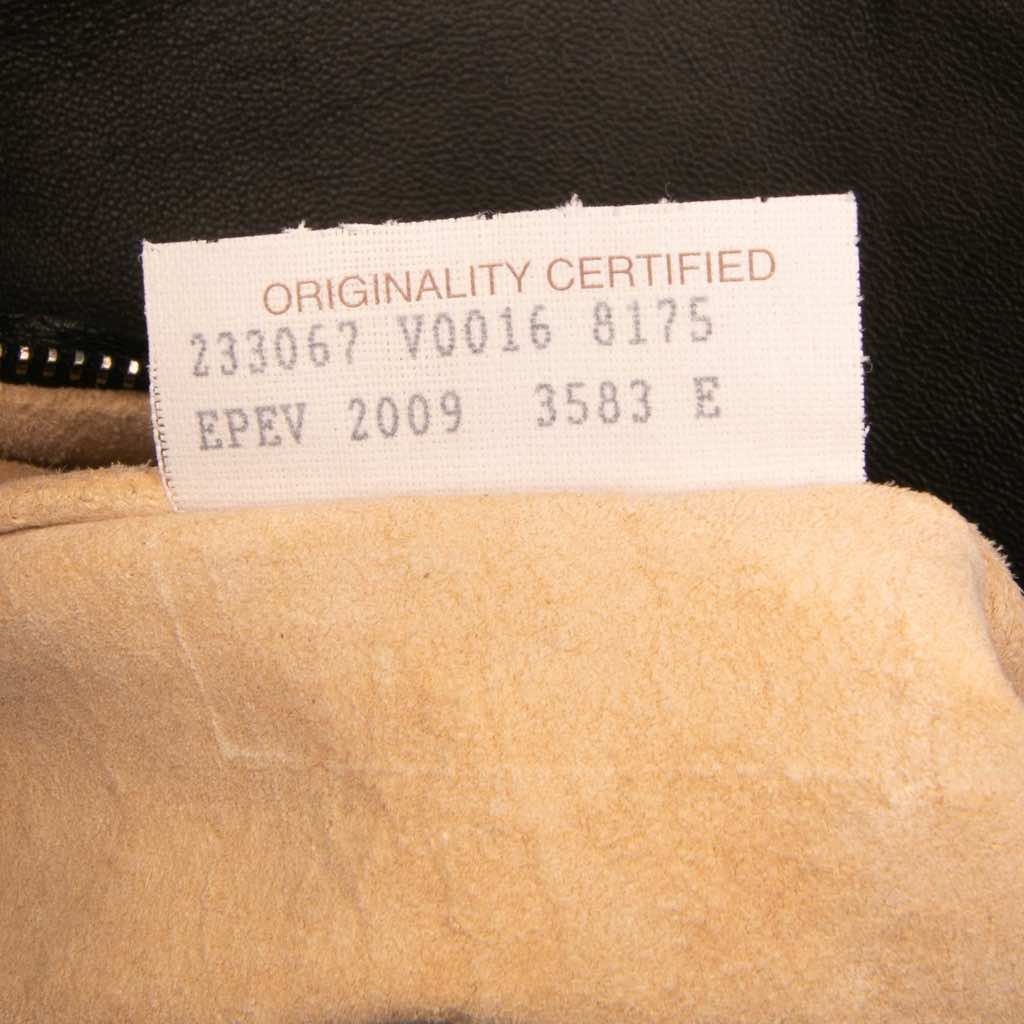 ORIGINALITY CERTIFIED
233067 V0016 8175
EPEV 2009 3583 E